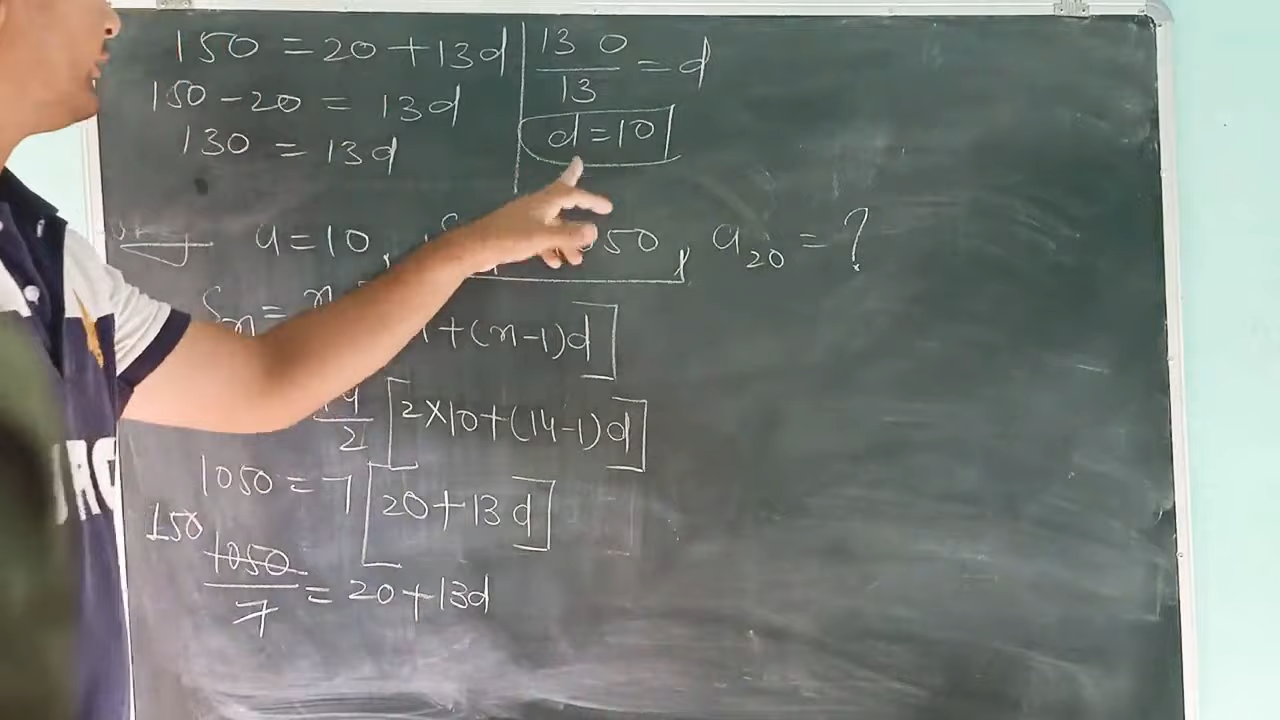 150 = 20 + 13d
150 - 20 = 13d
130 = 13d
130/13 = d
d = 10
a = 10, 050, a₂₀ = ?
Sₙ = n + (n-1)d]
14/2 [2×10+(14-1)d]
1050 = 7[20+13d]
150
1050/7 = 20+13d